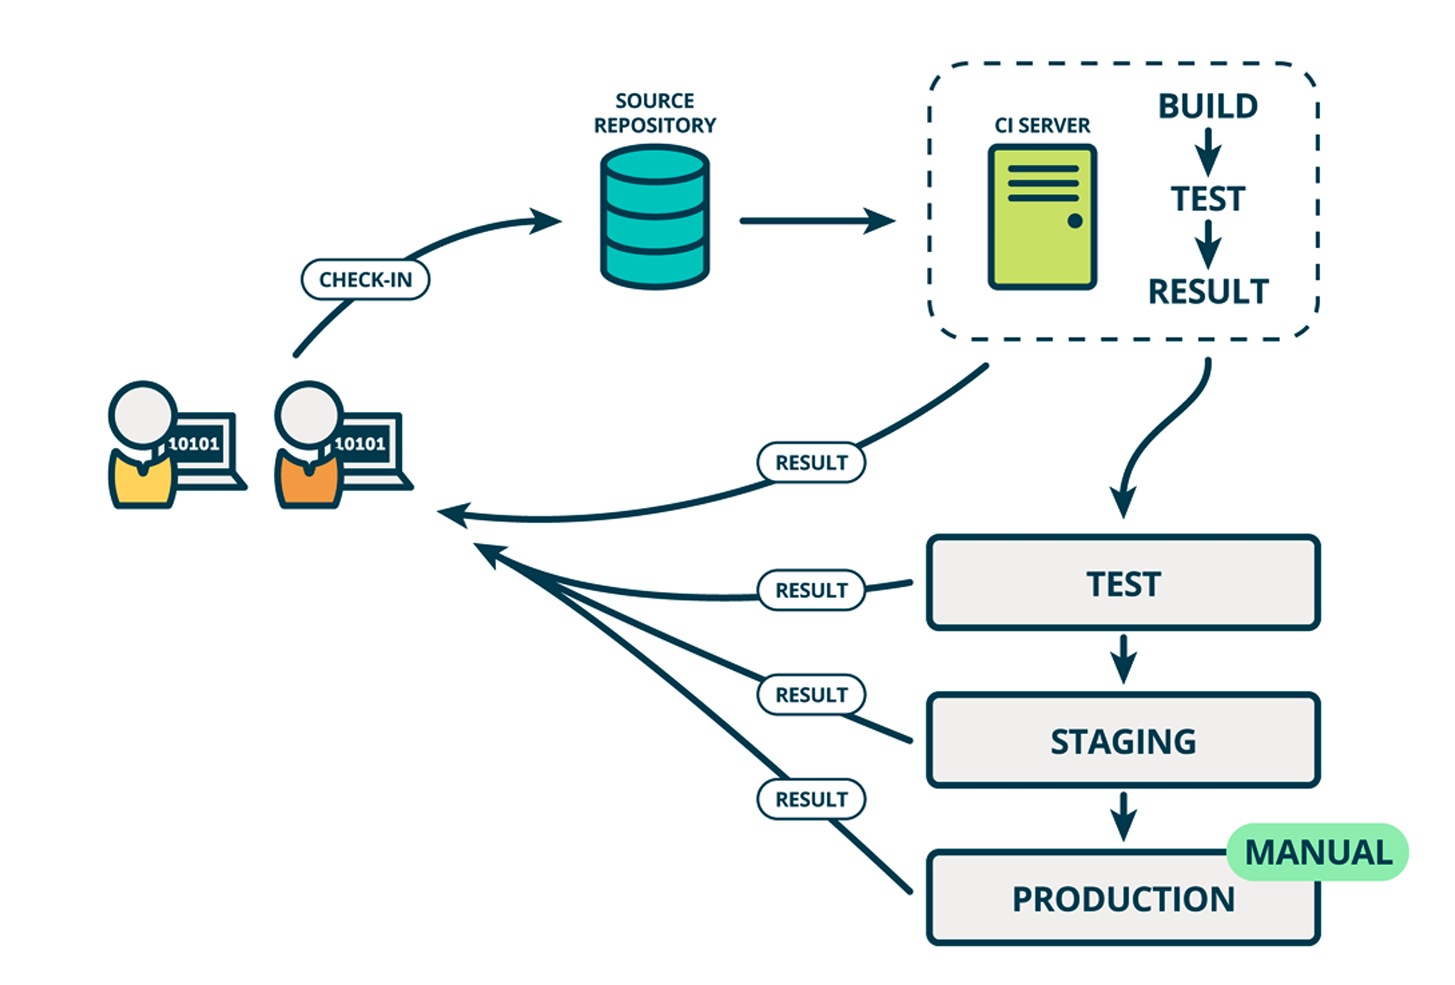 SOURCE
REPOSITORY
CI SERVER
BUILD
TEST
RESULT
CHECK-IN
10101
10101
RESULT
RESULT
TEST
RESULT
STAGING
RESULT
MANUAL
PRODUCTION